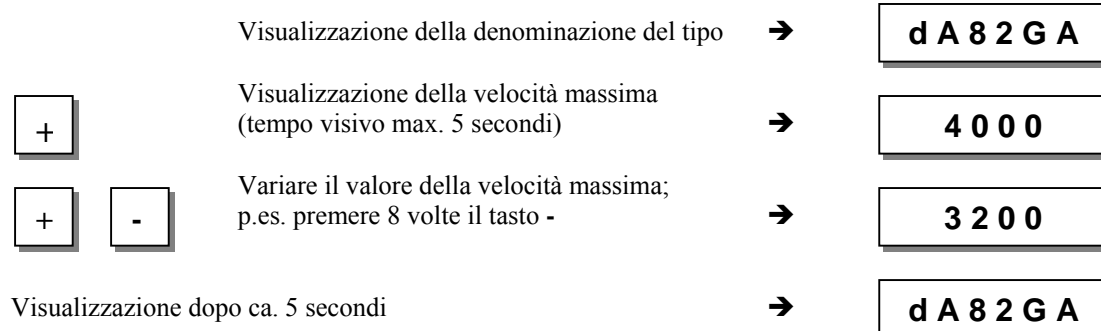 Visualizzazione della denominazione del tipo ➔ d A 8 2 G A
Visualizzazione della velocità massima
+ (tempo visivo max. 5 secondi) ➔ 4 0 0 0
Variare il valore della velocità massima;
+ - p.es. premere 8 volte il tasto - ➔ 3 2 0 0
Visualizzazione dopo ca. 5 secondi ➔ d A 8 2 G A